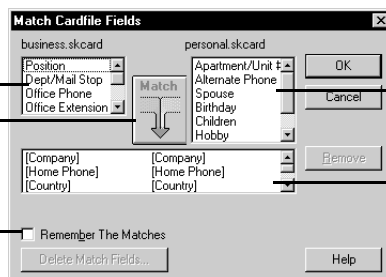 Match Cardfile Fields
business.skcard
personal.skcard
Position
Dept/Mail Stop
Office Phone
Office Extension
Match
Apartment/Unit ‡
Alternate Phone
Spouse
Birthday
Children
Hobby
OK
Cancel
[Company] [Company]
[Home Phone] [Home Phone]
[Country] [Country]
Remove
Remember The Matches
Delete Match Fields...
Help